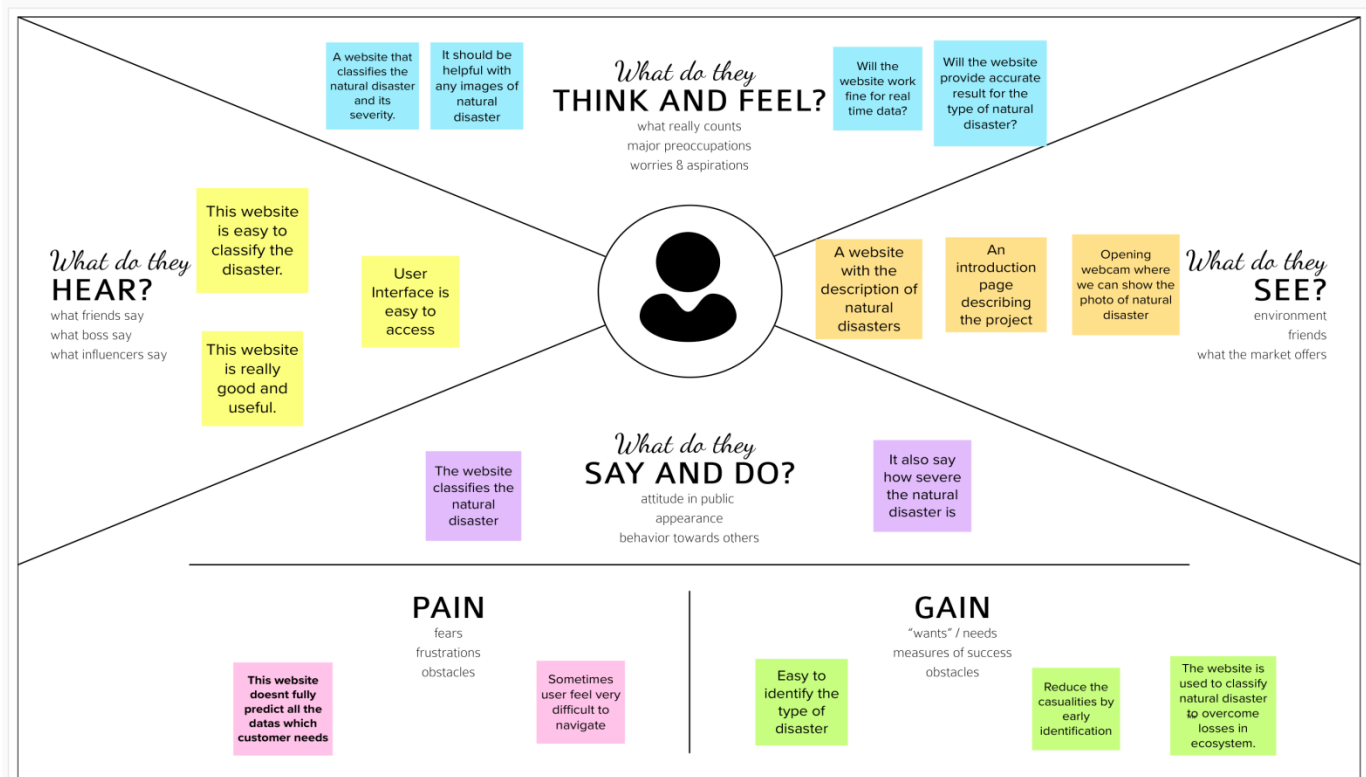 A website that
classifies the
natural disaster
and its
severity.
It should be
helpful with
any images of
natural
disaster
What do they
THINK AND FEEL?
what really counts
major preoccupations
worries & aspirations
Will the
website work
fine for real
time data?
Will the website
provide accurate
result for the
type of natural
disaster?
What do they
HEAR?
what friends say
what boss say
what influencers say
This website
is easy to
classify the
disaster.
User
Interface is
easy to
access
This website
is really
good and
useful.
A website
with the
description of
natural
disasters
An
introduction
page
describing
the project
Opening
webcam where
we can show the
photo of natural
disaster
What do they
SEE?
environment
friends
what the market offers
The website
classifies the
natural
disaster
What do they
SAY AND DO?
attitude in public
appearance
behavior towards others
It also say
how severe
the natural
disaster is
PAIN
fears
frustrations
obstacles
This website
doesnt fully
predict all the
datas which
customer needs
Sometimes
user feel very
difficult to
navigate
GAIN
"wants" / needs
measures of success
obstacles
Easy to
identify the
type of
disaster
Reduce the
casualities by
early
identification
The website is
used to classify
natural disaster
to overcome
losses in
ecosystem.